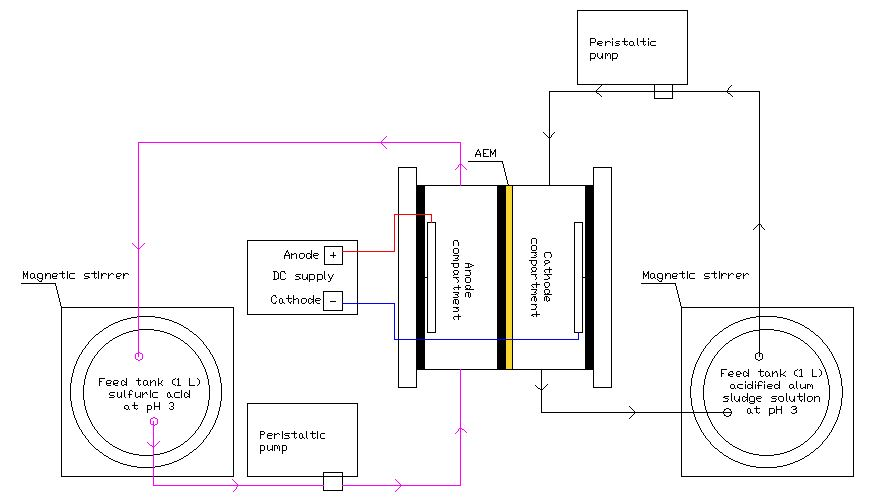 Peristaltic
pump
AEM
Magnetic stirrer
Anode
+
DC supply
Cathode
−
Anode
compartment
Cathode
compartment
Magnetic stirrer
Feed tank (1 L)
sulfuric acid
at pH 3
Peristaltic
pump
Feed tank (1 L)
acidified alum
sludge solution
at pH 3